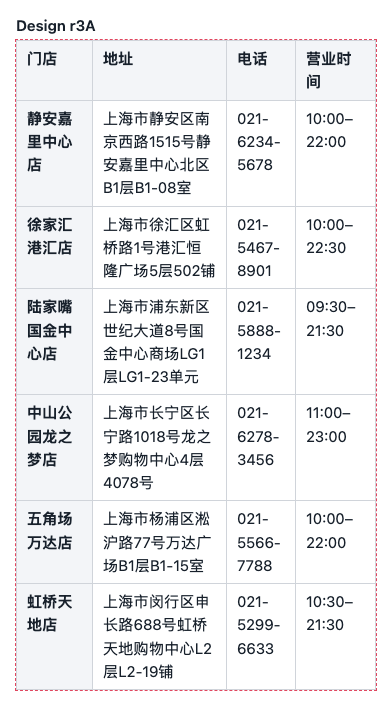 Design r3A
门店
地址
电话
营业时
间
静安嘉
里中心
店
上海市静安区南
京西路1515号静
安嘉里中心北区
B1层B1-08室
021-
6234-
5678
10:00–
22:00
徐家汇
港汇店
上海市徐汇区虹
桥路1号港汇恒
隆广场5层502铺
021-
5467-
8901
10:00–
22:30
陆家嘴
国金中
心店
上海市浦东新区
世纪大道8号国
金中心商场LG1
层LG1-23单元
021-
5888-
1234
09:30–
21:30
中山公
园龙之
梦店
上海市长宁区长
宁路1018号龙之
梦购物中心4层
4078号
021-
6278-
3456
11:00–
23:00
五角场
万达店
上海市杨浦区淞
沪路77号万达广
场B1层B1-15室
021-
5566-
7788
10:00–
22:00
虹桥天
地店
上海市闵行区申
长路688号虹桥
天地购物中心L2
层L2-19铺
021-
5299-
6633
10:30–
21:30